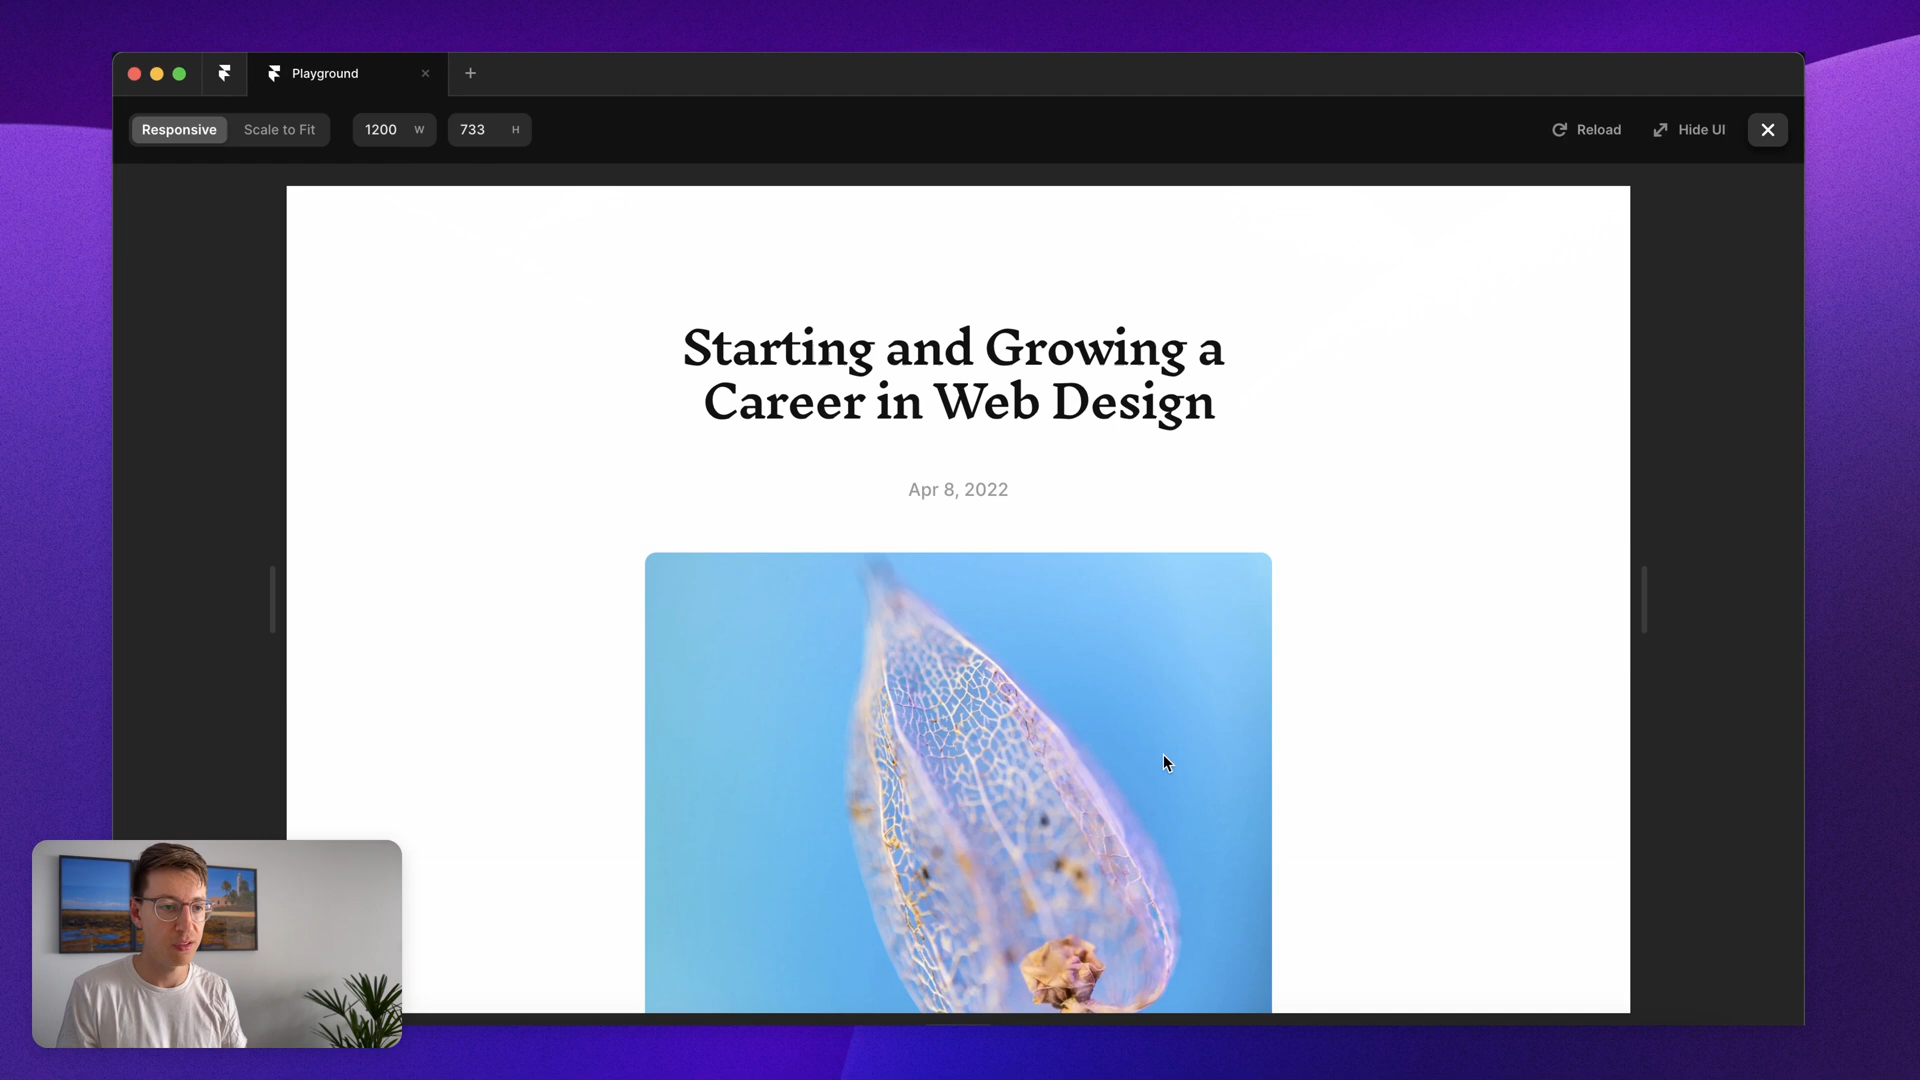 Playground
Responsive Scale to Fit 1200 W 733 H Reload Hide UI
Starting and Growing a
Career in Web Design
Apr 8, 2022